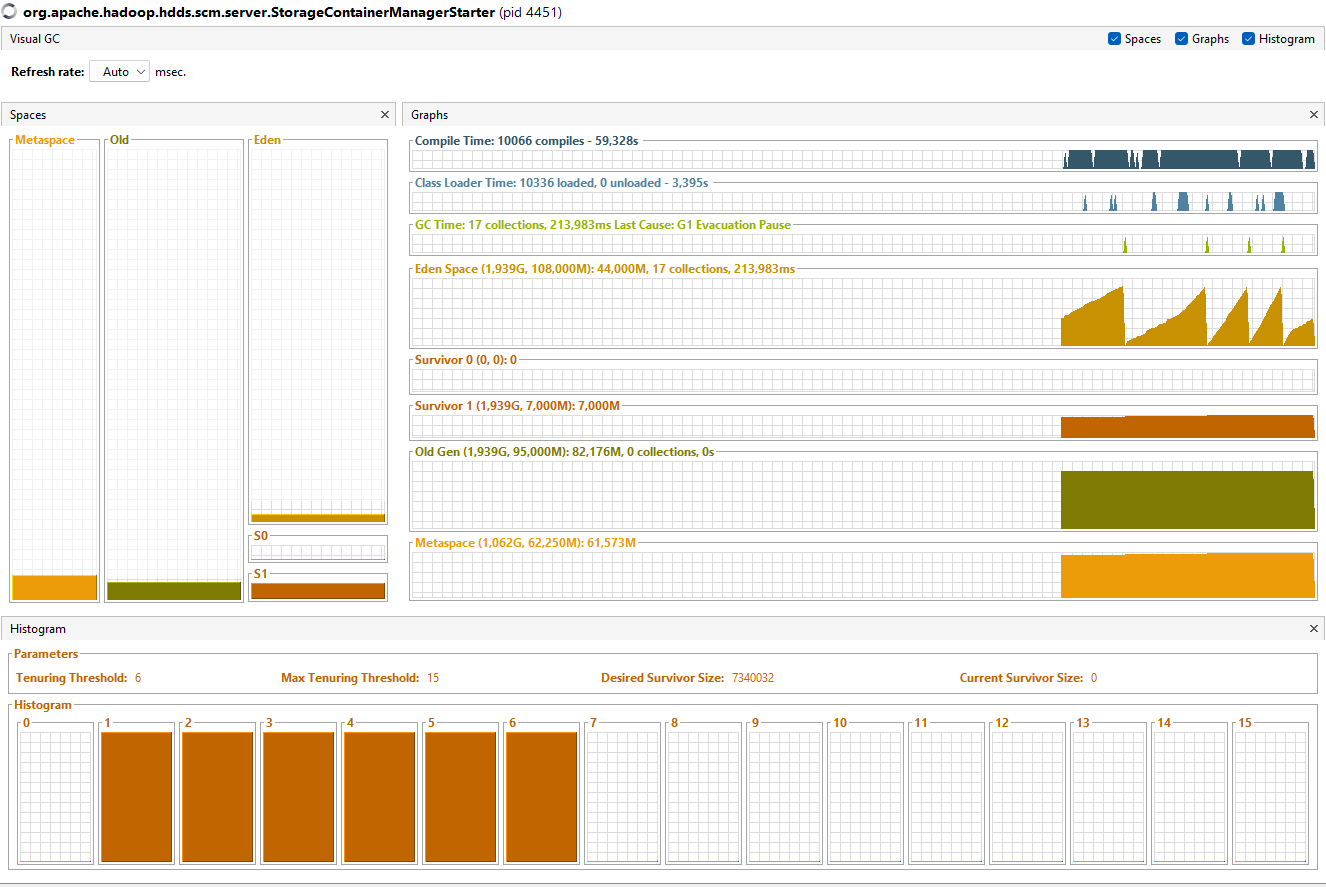 org.apache.hadoop.hdds.scm.server.StorageContainerManagerStarter (pid 4451)
Visual GC
Spaces Graphs Histogram
Refresh rate: Auto msec.
Spaces
Metaspace Old Eden
S0
S1
Graphs
Compile Time: 10066 compiles - 59,328s
Class Loader Time: 10336 loaded, 0 unloaded - 3,395s
GC Time: 17 collections, 213,983ms Last Cause: G1 Evacuation Pause
Eden Space (1,939G, 108,000M): 44,000M, 17 collections, 213,983ms
Survivor 0 (0, 0): 0
Survivor 1 (1,939G, 7,000M): 7,000M
Old Gen (1,939G, 95,000M): 82,176M, 0 collections, 0s
Metaspace (1,062G, 62,250M): 61,573M
Histogram
Parameters
Tenuring Threshold: 6 Max Tenuring Threshold: 15 Desired Survivor Size: 7340032 Current Survivor Size: 0
Histogram
0 1 2 3 4 5 6 7 8 9 10 11 12 13 14 15